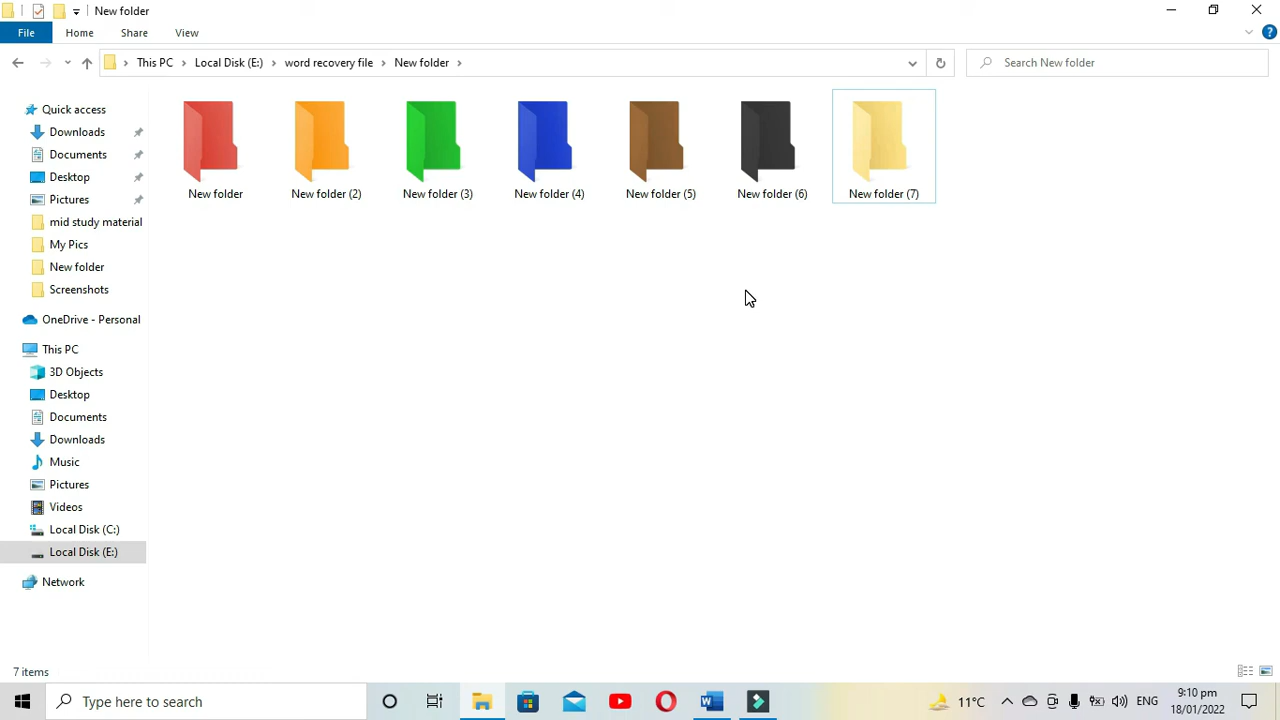 New folder
File Home Share View
This PC Local Disk (E:) word recovery file New folder
Search New folder
Quick access
Downloads
Documents
Desktop
Pictures
mid study material
My Pics
New folder
Screenshots
OneDrive - Personal
This PC
3D Objects
Desktop
Documents
Downloads
Music
Pictures
Videos
Local Disk (C:)
Local Disk (E:)
Network
New folder New folder (2) New folder (3) New folder (4) New folder (5) New folder (6) New folder (7)
7 items
Type here to search
11°C
ENG
9:10 pm
18/01/2022